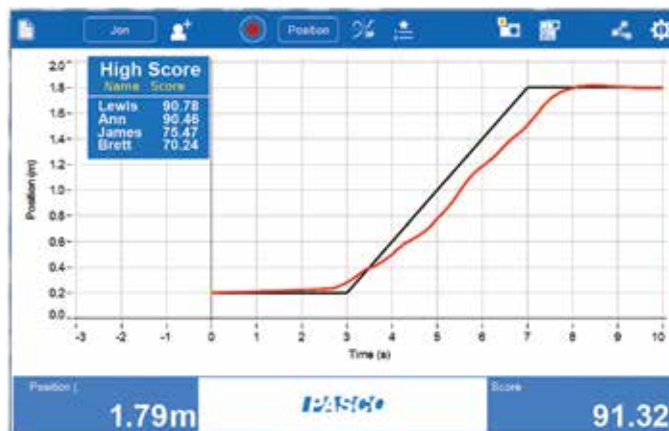 Jon
Position
High Score
Name Score
Lewis 90.78
Ann 90.46
James 75.47
Brett 70.24
2.0
1.8
1.6
1.4
1.2
1.0
0.8
0.6
0.4
0.2
0.0
Position (m)
-3 -2 -1 0 1 2 3 4 5 6 7 8 9 10
Time (s)
Position (
1.79m
PASCO
Score
91.32